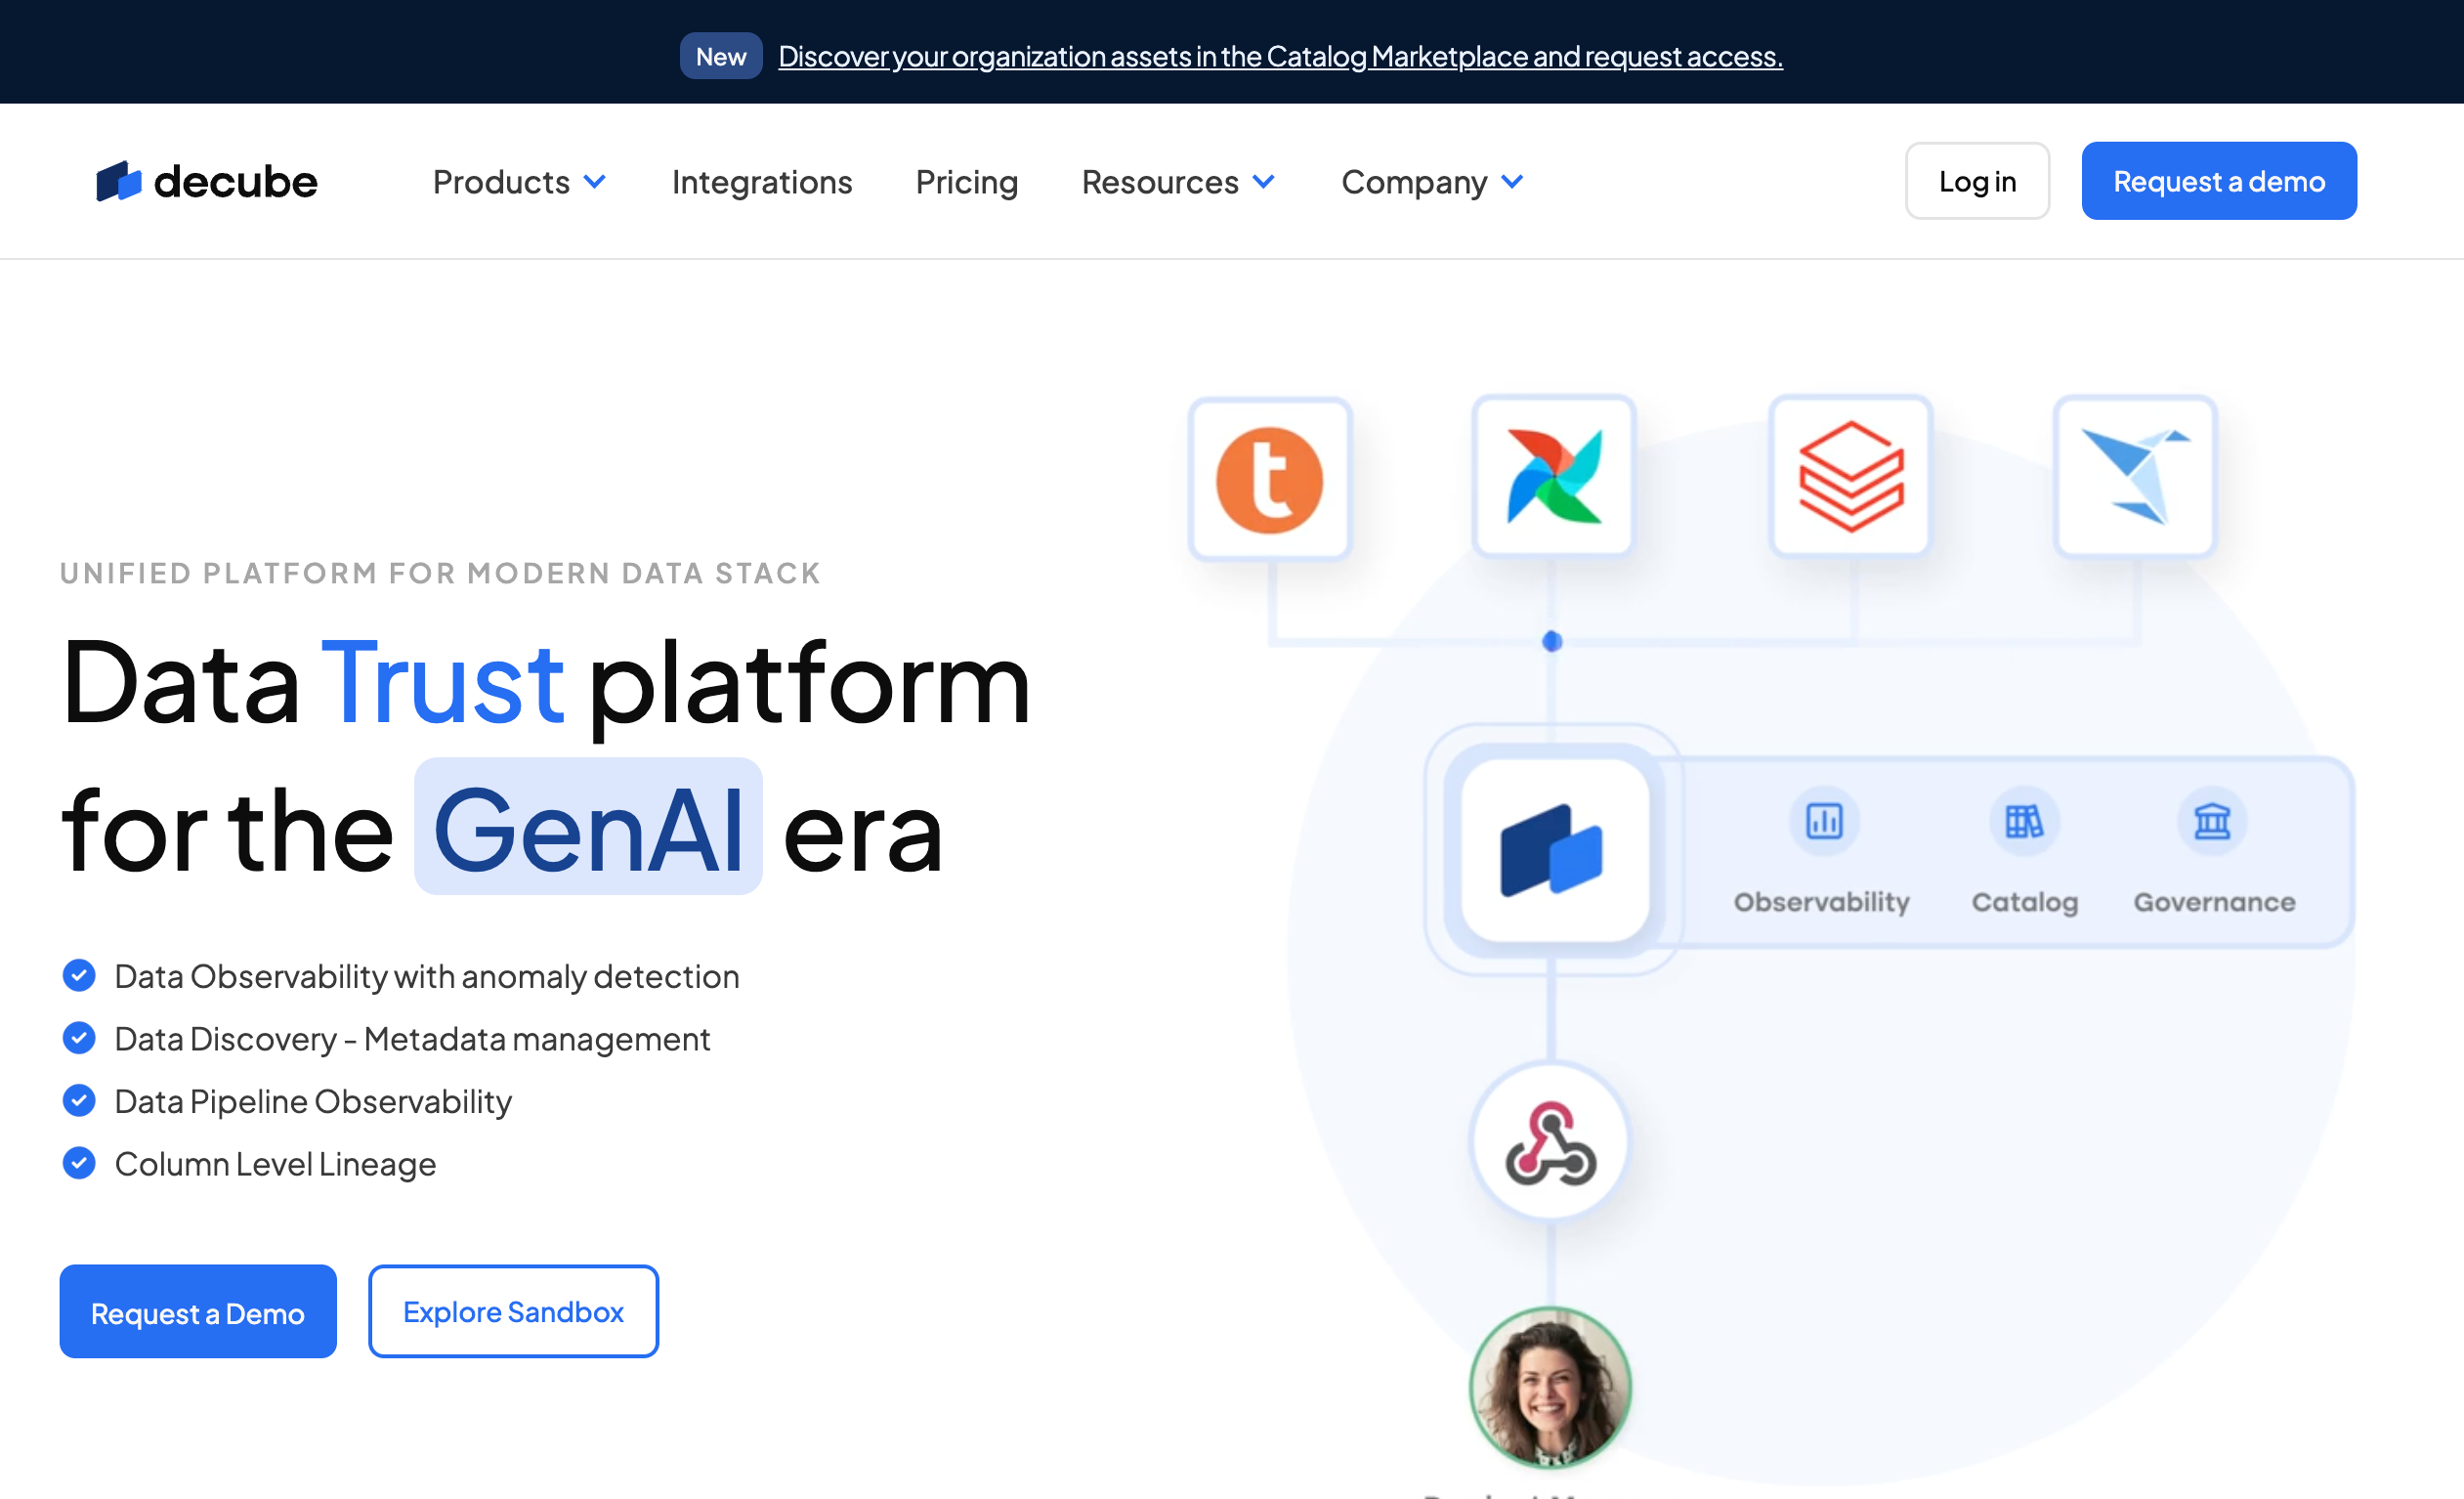 New Discover your organization assets in the Catalog Marketplace and request access.
decube Products Integrations Pricing Resources Company Log in Request a demo
UNIFIED PLATFORM FOR MODERN DATA STACK
Data Trust platform
for the GenAI era
Data Observability with anomaly detection
Data Discovery - Metadata management
Data Pipeline Observability
Column Level Lineage
Request a Demo Explore Sandbox
t
Observability Catalog Governance